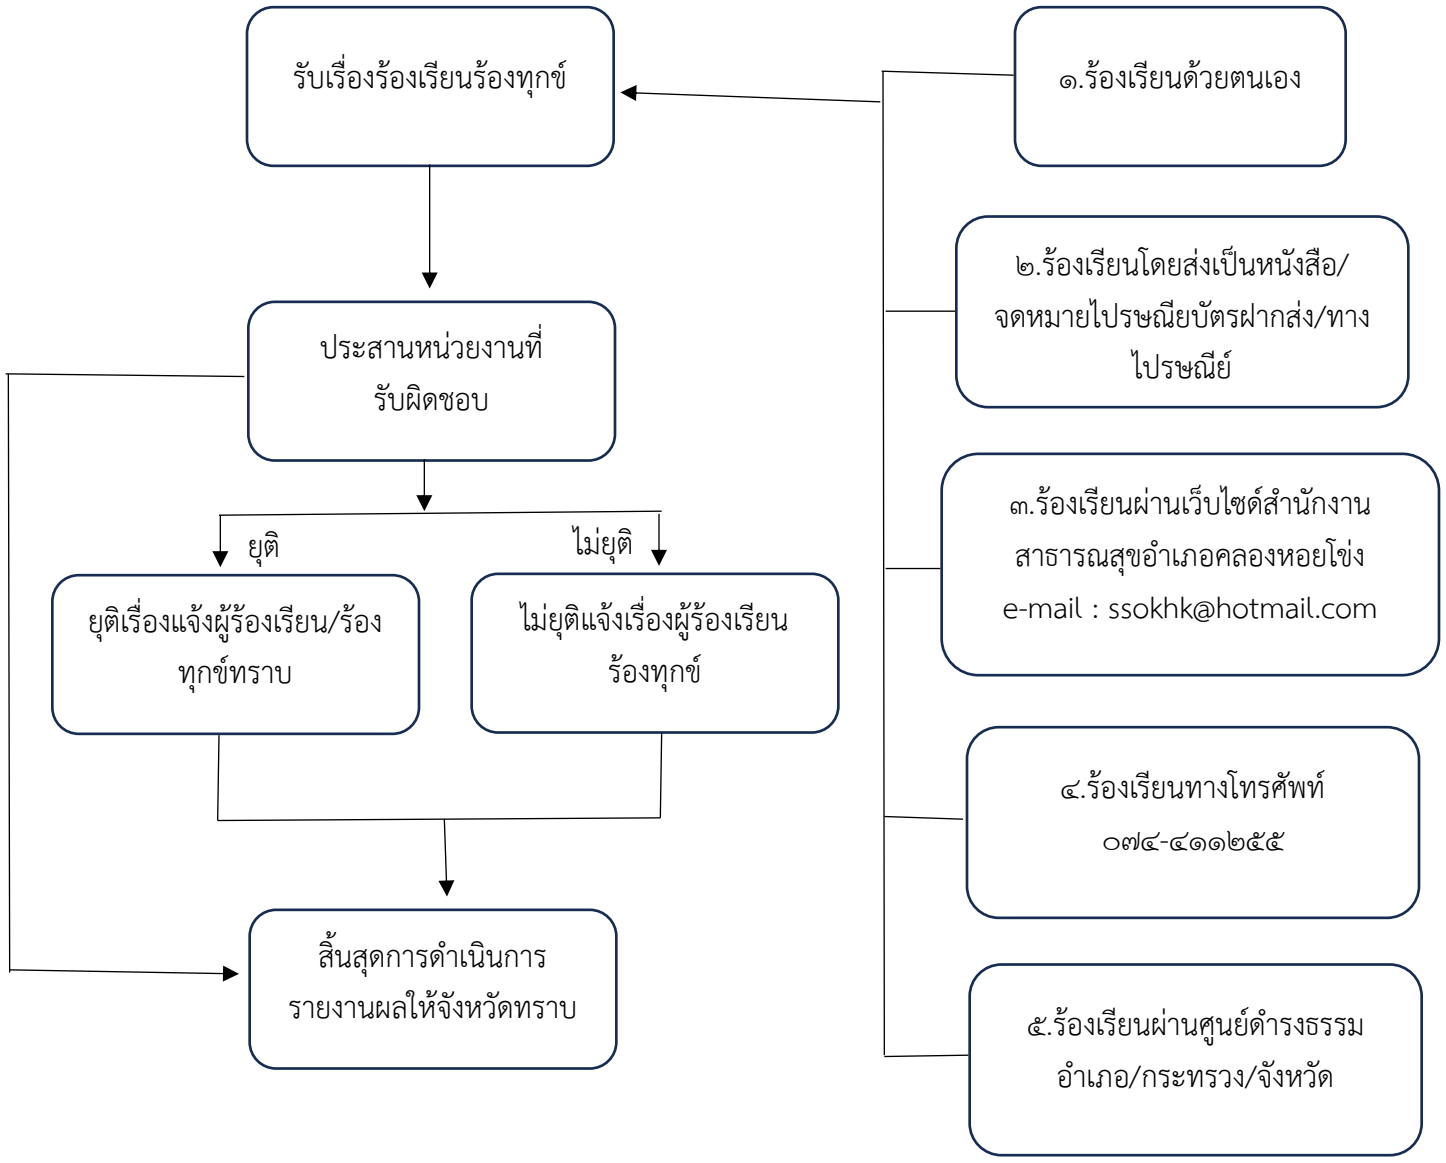 รับเรื่องร้องเรียนร้องทุกข์
ประสานหน่วยงานที่
รับผิดชอบ
ยุติ
ไม่ยุติ
ยุติเรื่องแจ้งผู้ร้องเรียน/ร้อง
ทุกข์ทราบ
ไม่ยุติแจ้งเรื่องผู้ร้องเรียน
ร้องทุกข์
สิ้นสุดการดำเนินการ
รายงานผลให้จังหวัดทราบ
๑.ร้องเรียนด้วยตนเอง
๒.ร้องเรียนโดยส่งเป็นหนังสือ/
จดหมายไปรษณียบัตรฝากส่ง/ทาง
ไปรษณีย์
๓.ร้องเรียนผ่านเว็บไซด์สำนักงาน
สาธารณสุขอำเภอคลองหอยโข่ง
e-mail : ssokhk@hotmail.com
๔.ร้องเรียนทางโทรศัพท์
๐๗๔-๔๑๑๒๕๕
๕.ร้องเรียนผ่านศูนย์ดำรงธรรม
อำเภอ/กระทรวง/จังหวัด